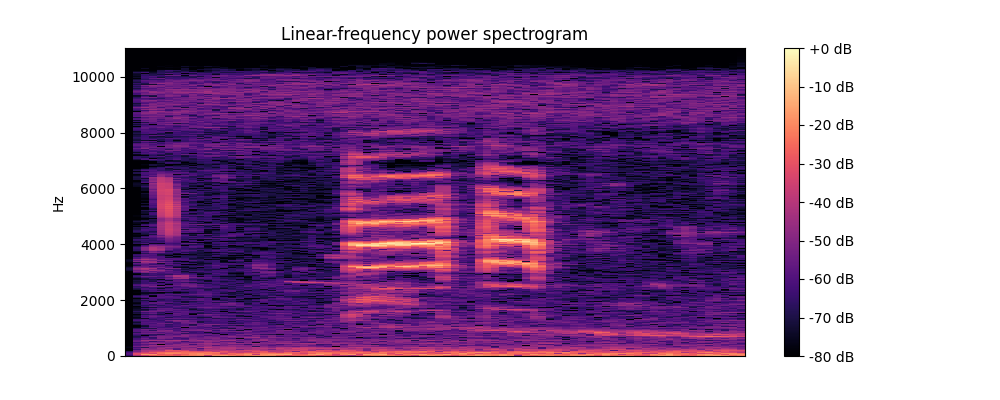 Linear-frequency power spectrogram
Hz
10000
8000
6000
4000
2000
0
+0 dB
-10 dB
-20 dB
-30 dB
-40 dB
-50 dB
-60 dB
-70 dB
-80 dB